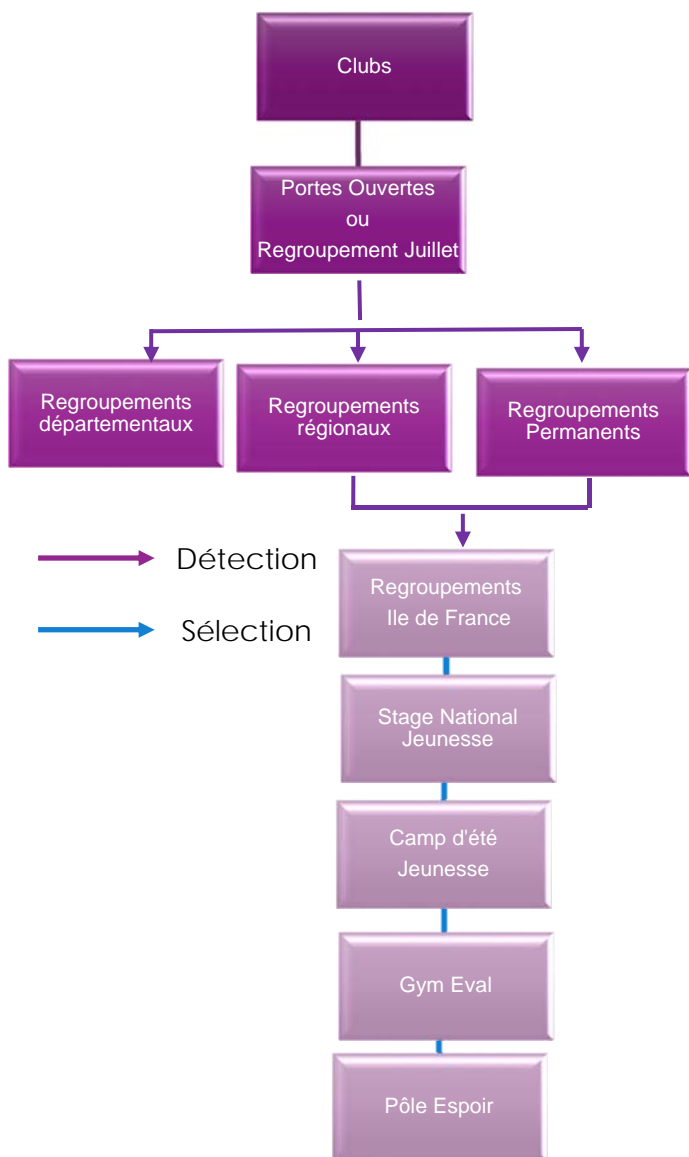 Clubs
Portes Ouvertes
ou
Regroupement Juillet
Regroupements
départementaux
Regroupements
régionaux
Regroupements
Permanents
Détection
Sélection
Regroupements
Ile de France
Stage National
Jeunesse
Camp d'été
Jeunesse
Gym Eval
Pôle Espoir